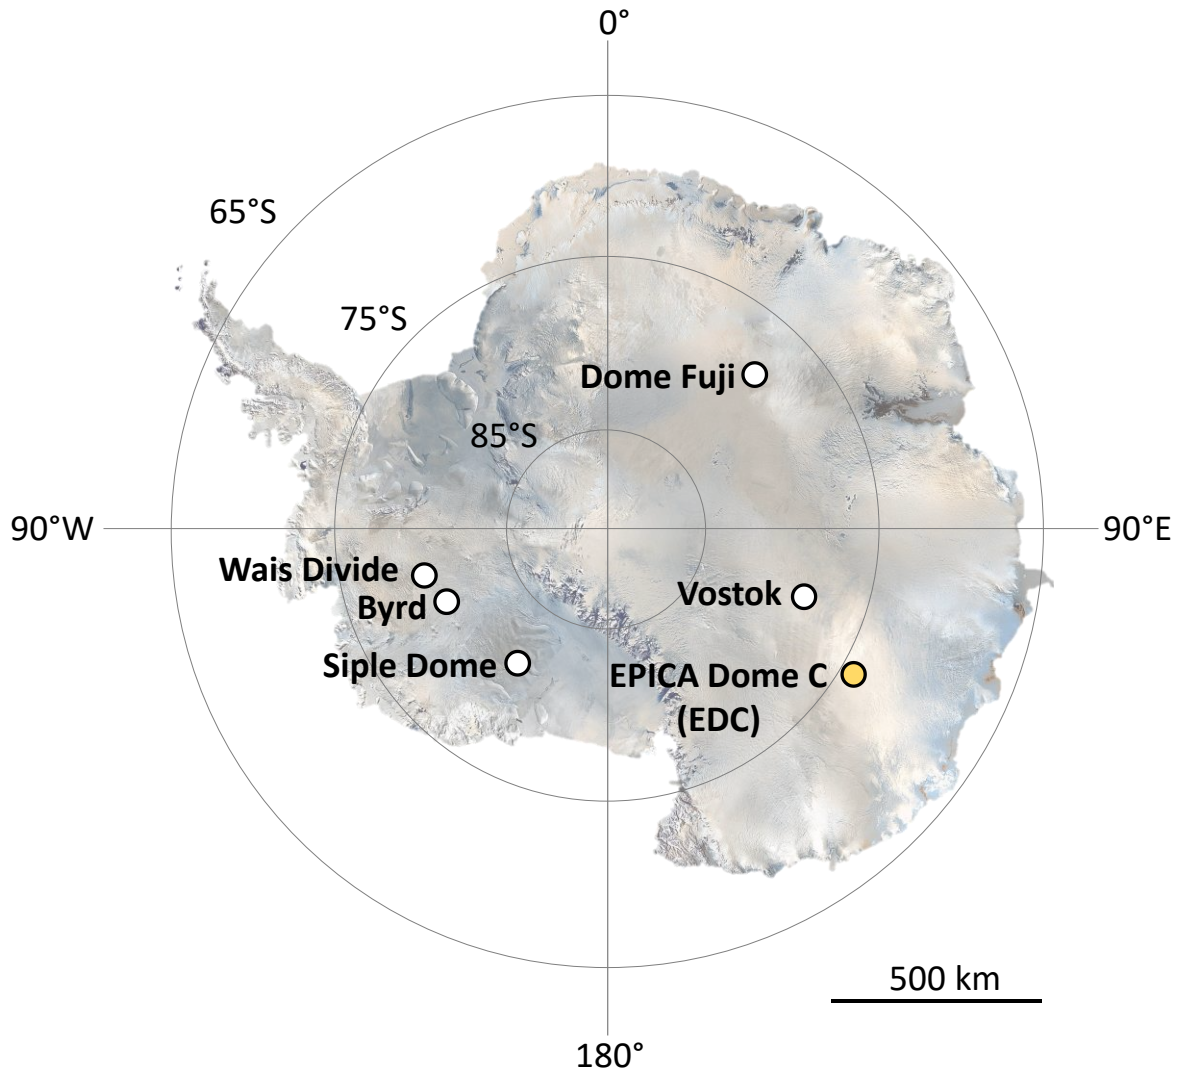 0°
65°S
75°S
Dome Fuji
85°S
90°W
90°E
Wais Divide
Byrd
Vostok
Siple Dome
EPICA Dome C
(EDC)
500 km
180°